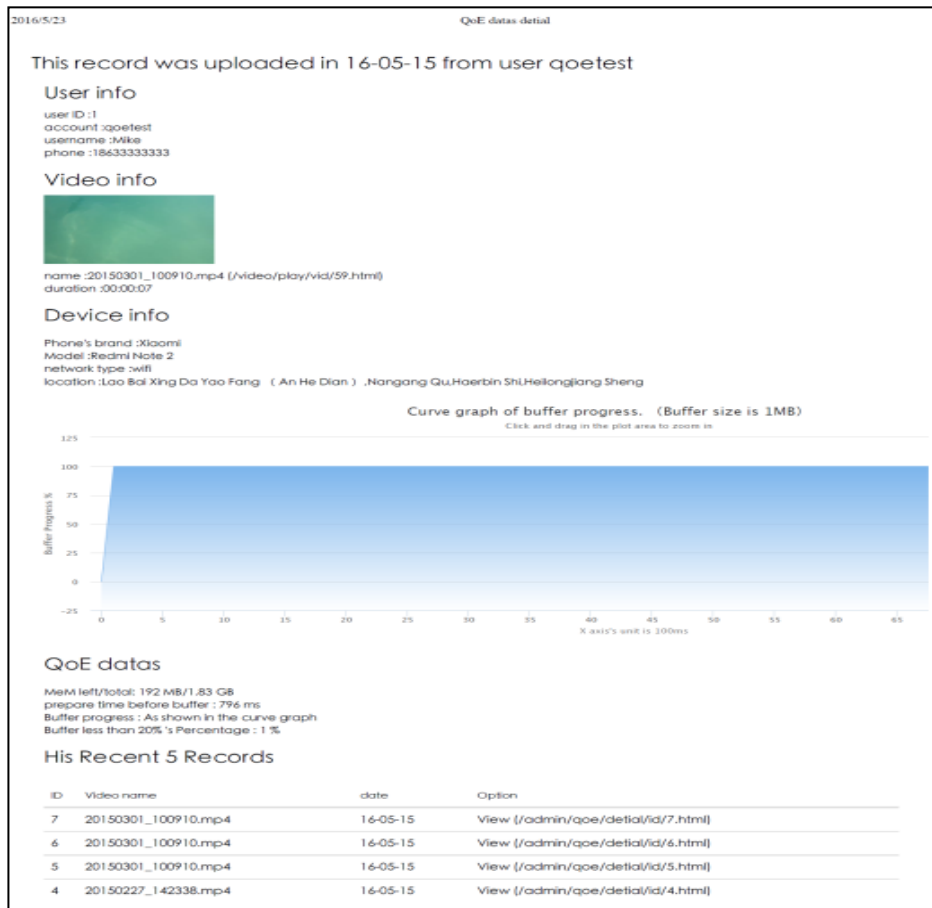 2016/5/23 QoE datas detial
This record was uploaded in 16-05-15 from user qoetest
User info
user ID :1
account :qoetest
username :Mike
phone :18633333333
Video info
name :20150301_100910.mp4 (/video/play/vid/59.html)
duration :00:00:07
Device info
Phone's brand :Xiaomi
Model :Redmi Note 2
network type :wifi
location :Lao Bai Xing Da Yao Fang ( An He Dian ) ,Nangang Qu,Haerbin Shi,Heilongjiang Sheng
Curve graph of buffer progress. (Buffer size is 1MB)
Click and drag in the plot area to zoom in
125
100
75
50
25
0
-25
Buffer Progress %
0 5 10 15 20 25 30 35 40 45 50 55 60 65
X axis's unit is 100ms
QoE datas
MeM left/total: 192 MB/1.83 GB
prepare time before buffer : 796 ms
Buffer progress : As shown in the curve graph
Buffer less than 20% 's Percentage : 1 %
His Recent 5 Records
ID Video name date Option
7 20150301_100910.mp4 16-05-15 View (/admin/qoe/detial/id/7.html)
6 20150301_100910.mp4 16-05-15 View (/admin/qoe/detial/id/6.html)
5 20150301_100910.mp4 16-05-15 View (/admin/qoe/detial/id/5.html)
4 20150227_142338.mp4 16-05-15 View (/admin/qoe/detial/id/4.html)